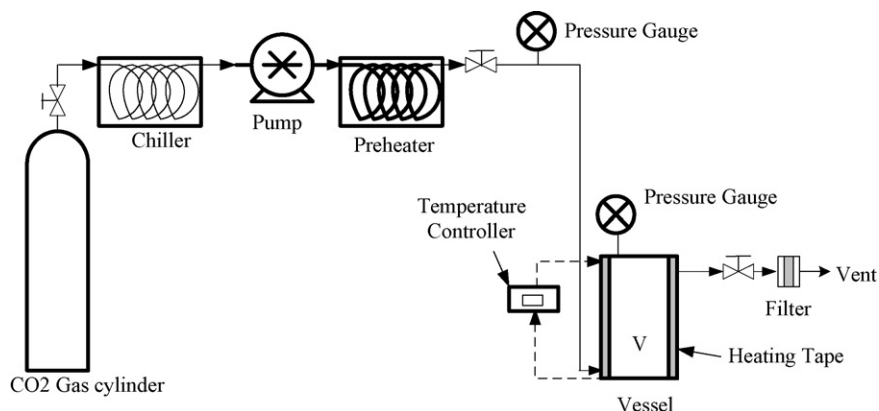 Pressure Gauge
Chiller
Pump
Preheater
Temperature
Controller
Pressure Gauge
Vent
Filter
V
Heating Tape
CO2 Gas cylinder
Vessel